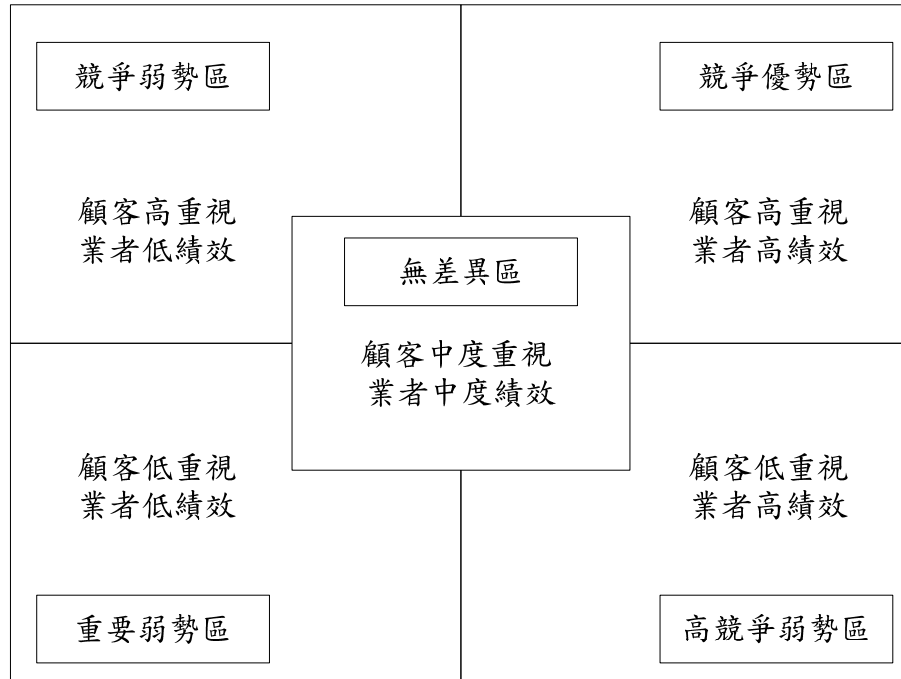 競爭弱勢區
競爭優勢區
顧客高重視
業者低績效
顧客高重視
業者高績效
無差異區
顧客中度重視
業者中度績效
顧客低重視
業者低績效
顧客低重視
業者高績效
重要弱勢區
高競爭弱勢區